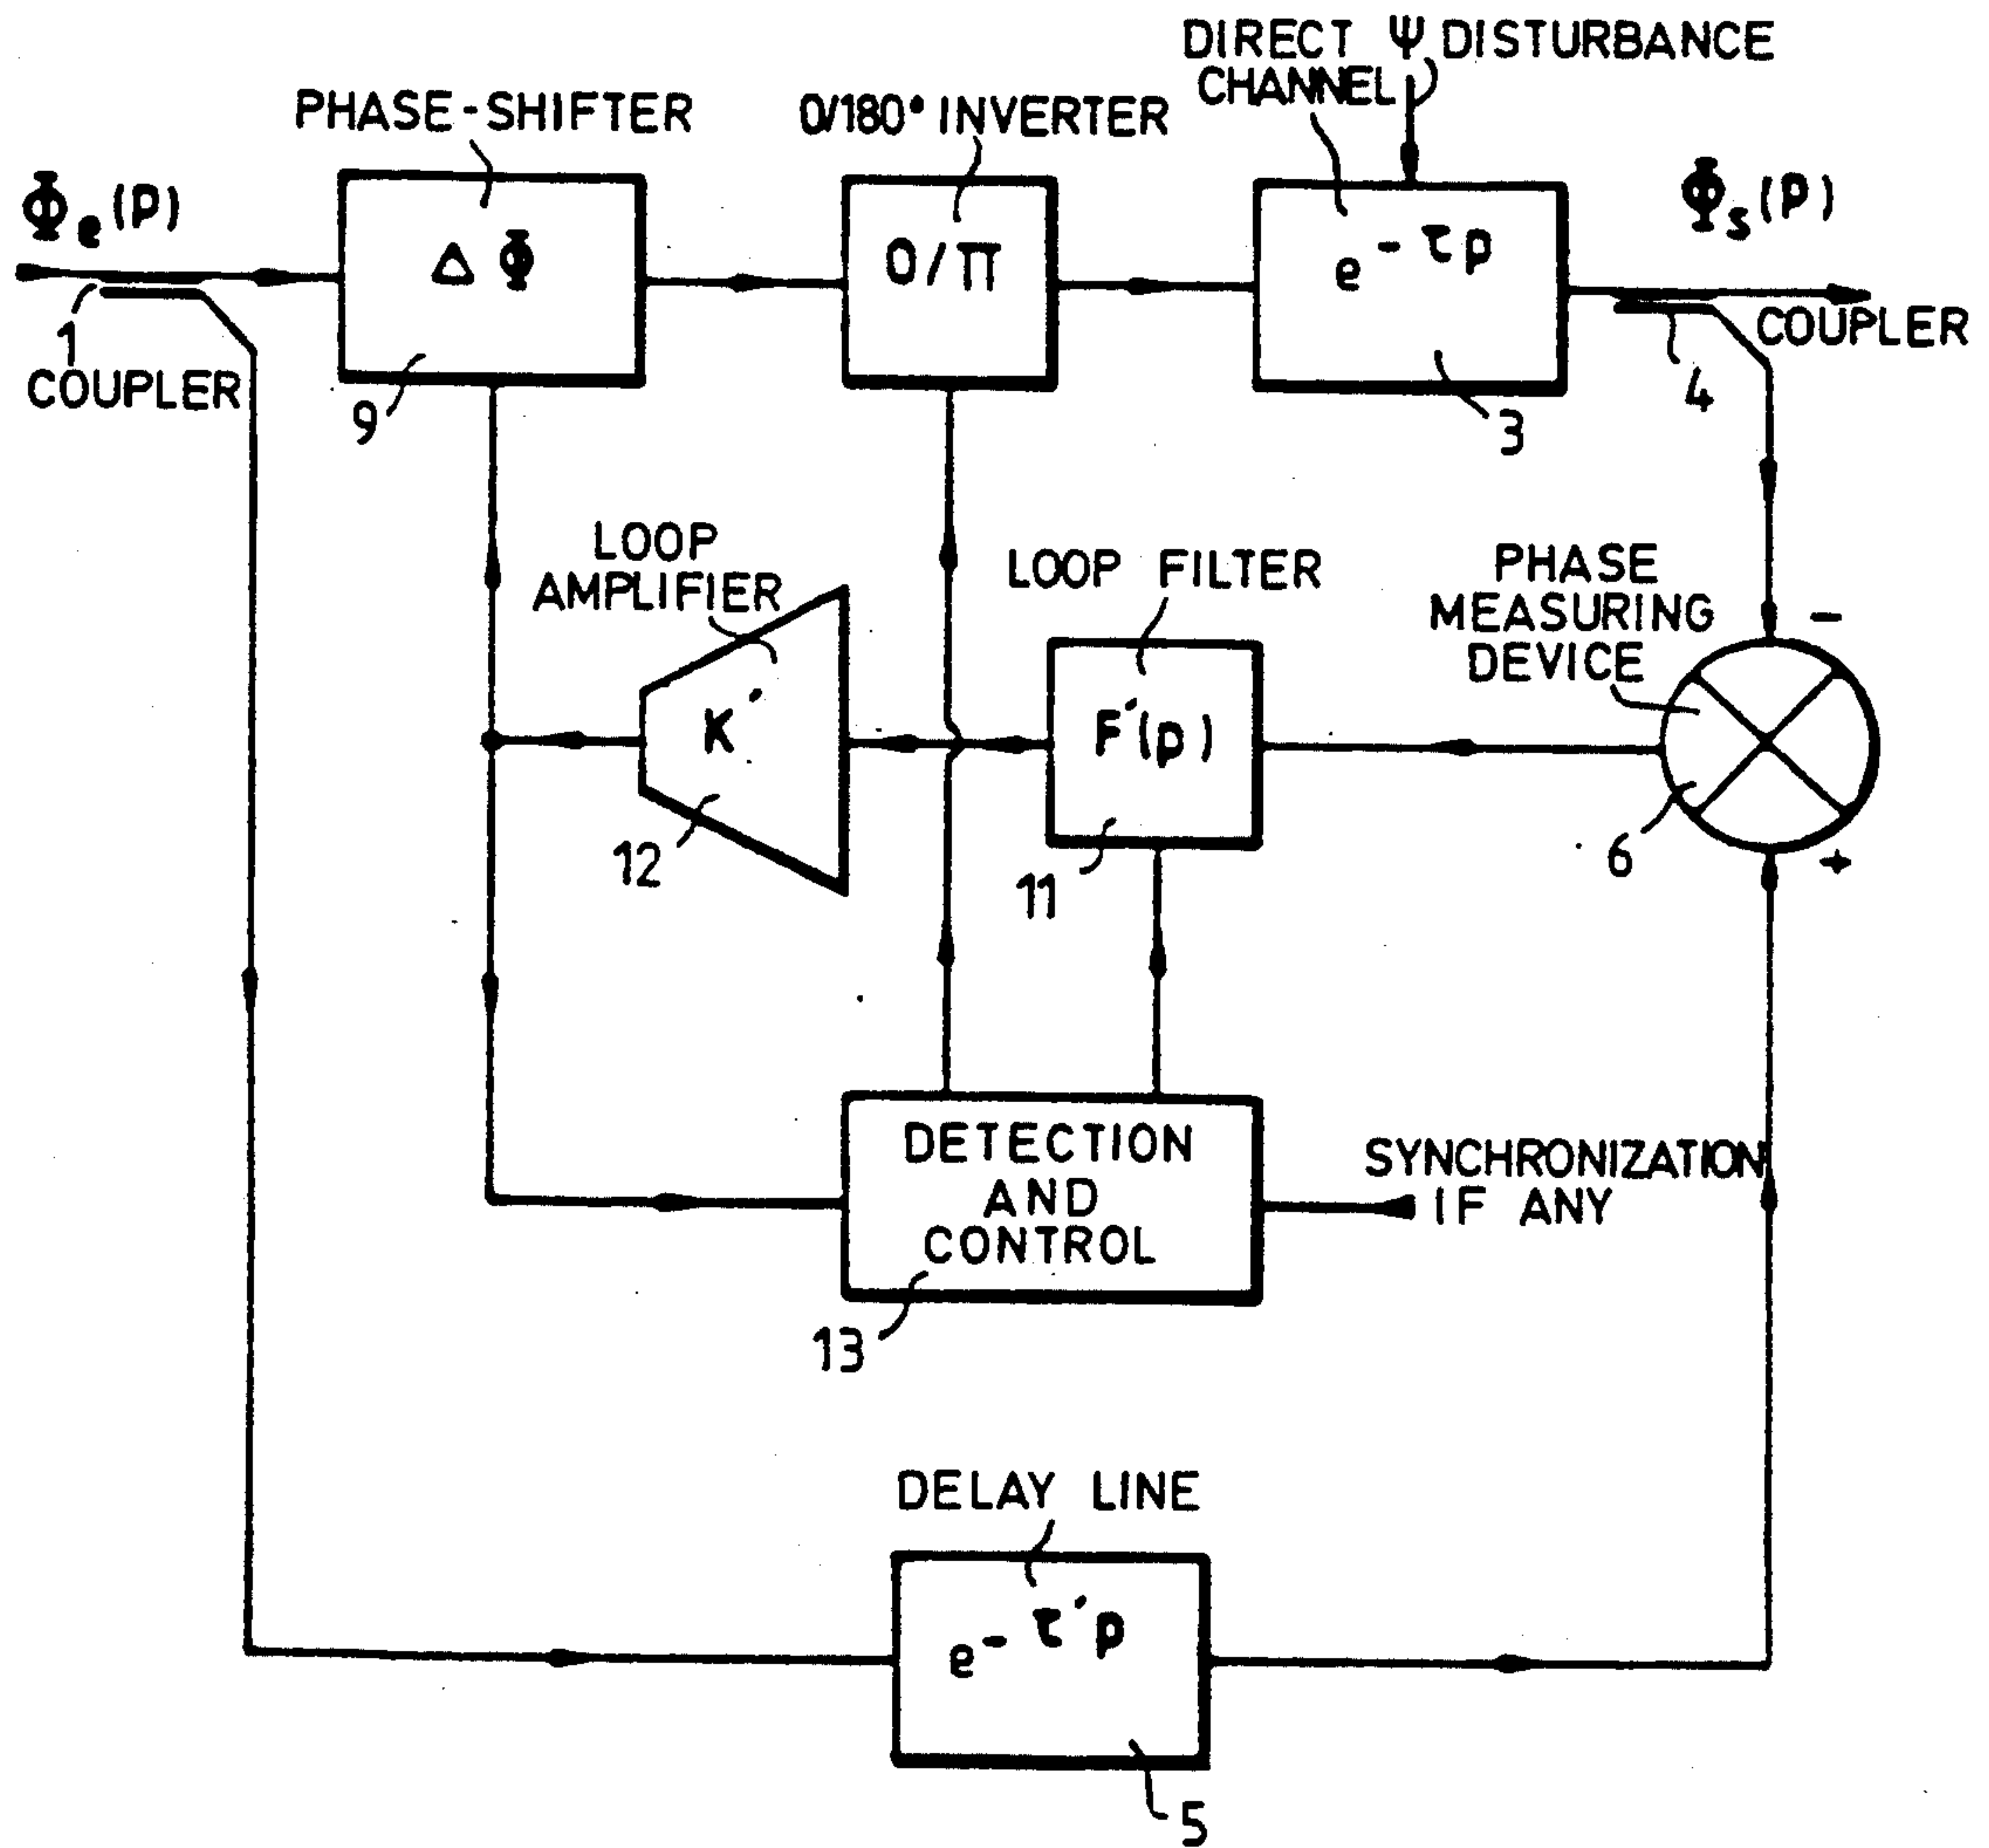 DIRECT Ψ DISTURBANCE
CHANNEL
PHASE-SHIFTER
0/180° INVERTER
Φe(P)
Δ Φ
0/Π
e - τp
Φs(P)
1
COUPLER
9
3
4
COUPLER
LOOP
AMPLIFIER
LOOP FILTER
PHASE
MEASURING
DEVICE
-
K'
F'(p)
12
11
6
+
DETECTION
AND
CONTROL
SYNCHRONIZATION
IF ANY
13
DELAY LINE
e- τ'p
5